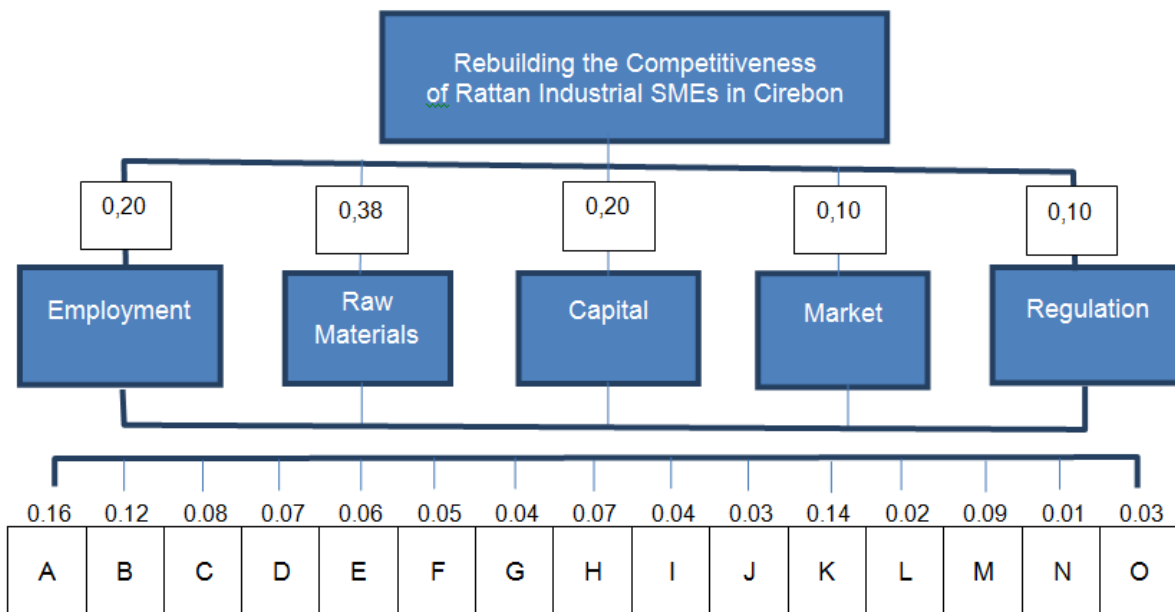 Rebuilding the Competitiveness
of Rattan Industrial SMEs in Cirebon
0,20
0,38
0,20
0,10
0,10
Employment
Raw
Materials
Capital
Market
Regulation
0.16 0.12 0.08 0.07 0.06 0.05 0.04 0.07 0.04 0.03 0.14 0.02 0.09 0.01 0.03
A B C D E F G H I J K L M N O